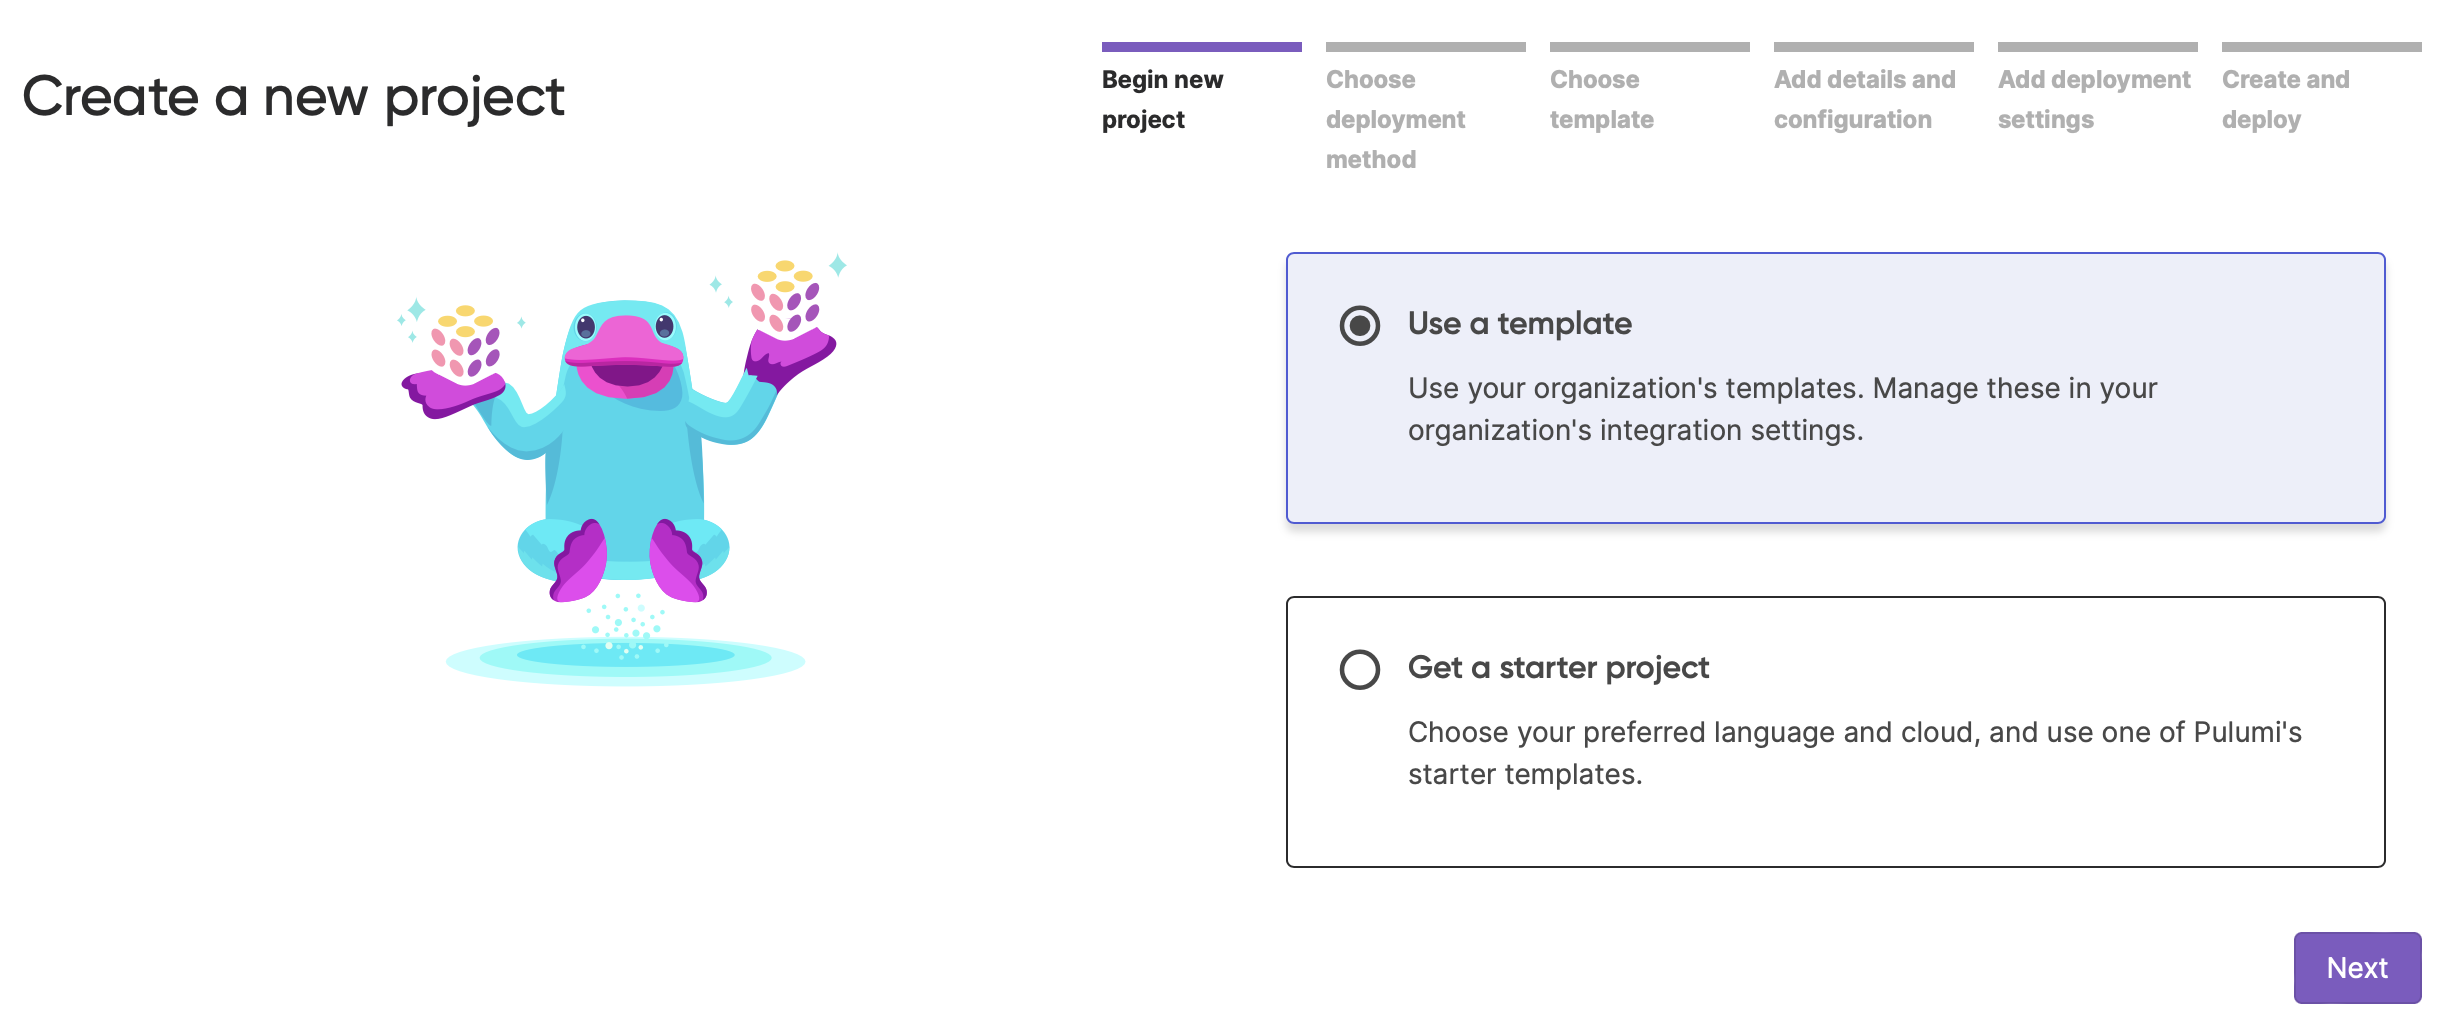 Create a new project
Begin new
project
Choose
deployment
method
Choose
template
Add details and
configuration
Add deployment
settings
Create and
deploy
Use a template
Use your organization's templates. Manage these in your
organization's integration settings.
Get a starter project
Choose your preferred language and cloud, and use one of Pulumi's
starter templates.
Next